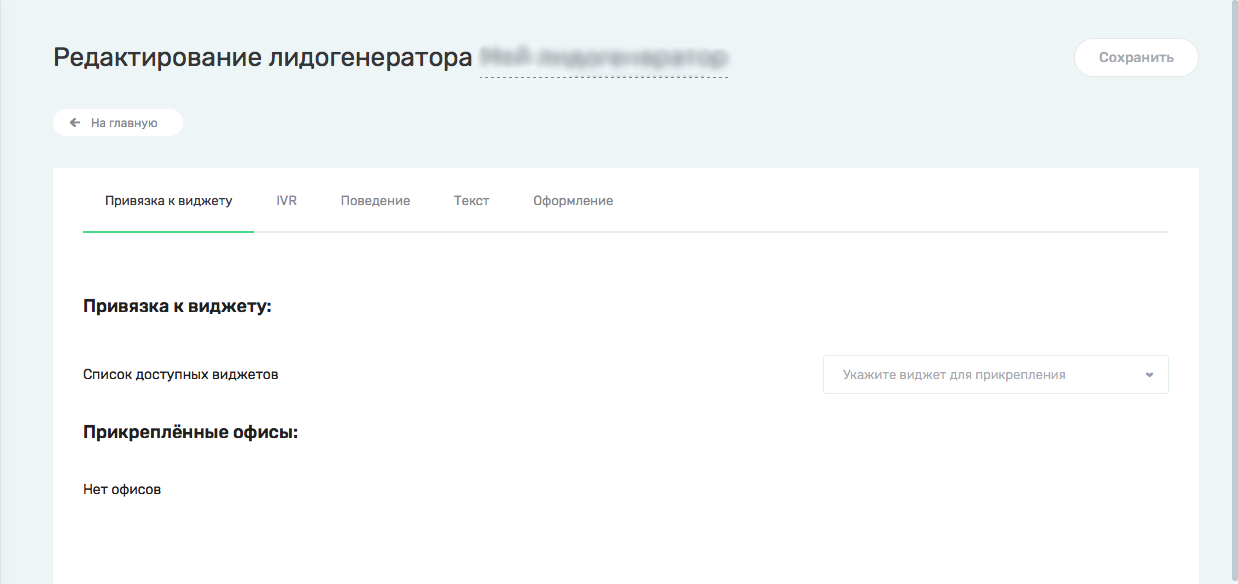 Редактирование лидогенератора
Сохранить
На главную
Привязка к виджету IVR Поведение Текст Оформление
Привязка к виджету:
Список доступных виджетов
Укажите виджет для прикрепления
Прикреплённые офисы:
Нет офисов